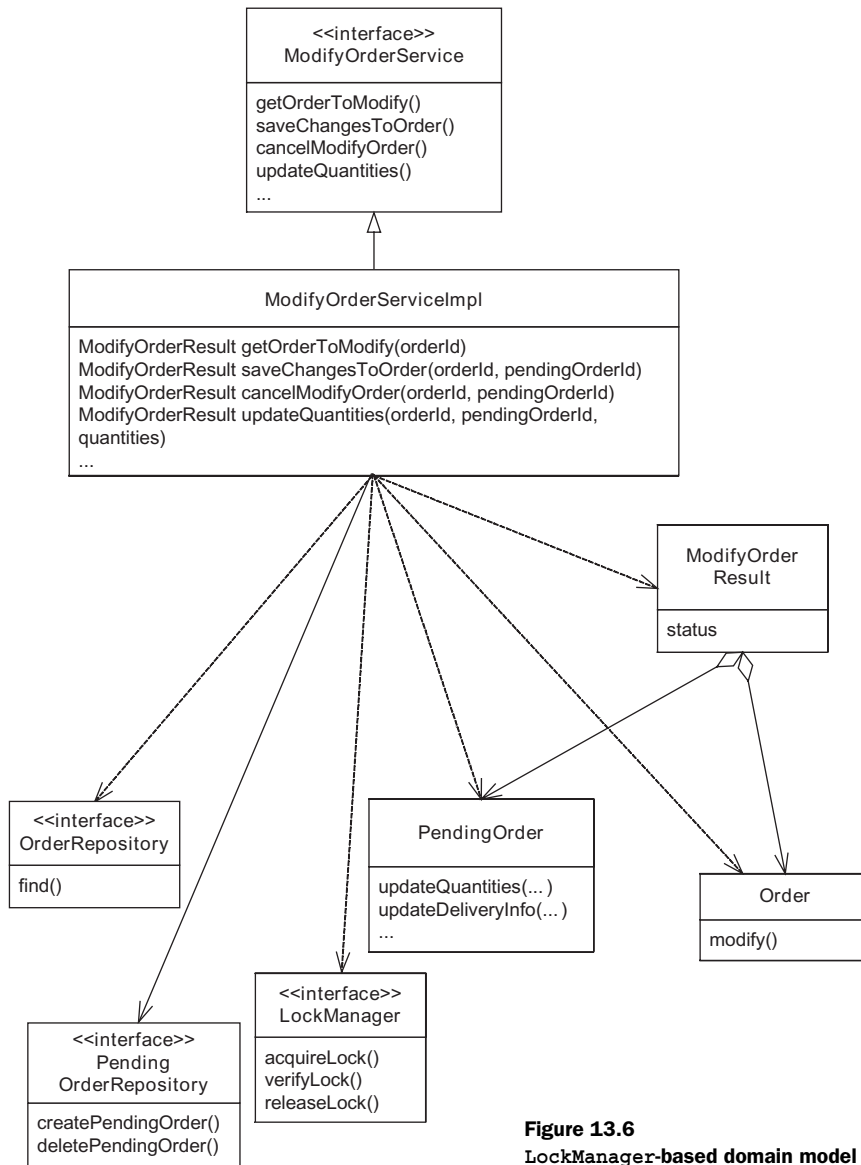 <<interface>>
ModifyOrderService
getOrderToModify()
saveChangesToOrder()
cancelModifyOrder()
updateQuantities()
...
ModifyOrderServiceImpl
ModifyOrderResult getOrderToModify(orderId)
ModifyOrderResult saveChangesToOrder(orderId, pendingOrderId)
ModifyOrderResult cancelModifyOrder(orderId, pendingOrderId)
ModifyOrderResult updateQuantities(orderId, pendingOrderId,
quantities)
...
ModifyOrder
Result
status
<<interface>>
OrderRepository
find()
PendingOrder
updateQuantities(... )
updateDeliveryInfo(... )
...
Order
modify()
<<interface>>
LockManager
acquireLock()
verifyLock()
releaseLock()
<<interface>>
Pending
OrderRepository
createPendingOrder()
deletePendingOrder()
Figure 13.6
LockManager-based domain model